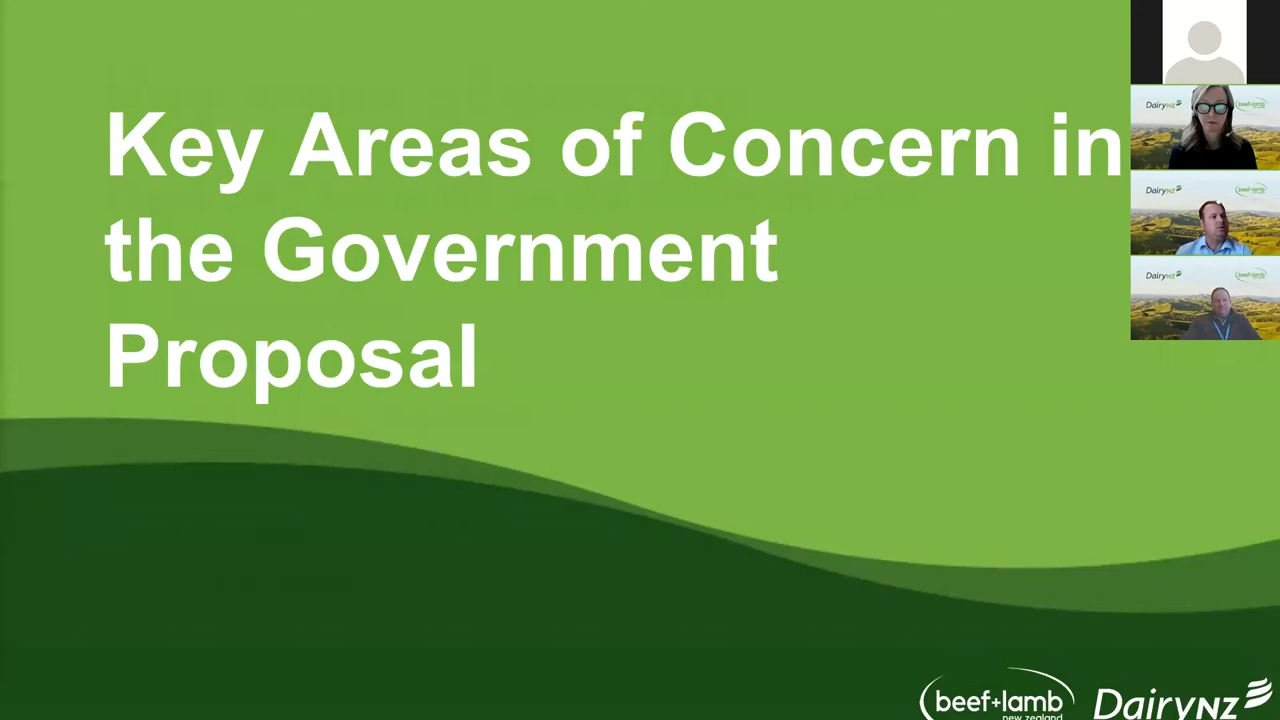 Key Areas of Concern in
the Government
Proposal
DairyNZ
beef+lamb
DairyNZ
beef+lamb
DairyNZ
beef+lamb
beef+lamb
new zealand
DairyNZ